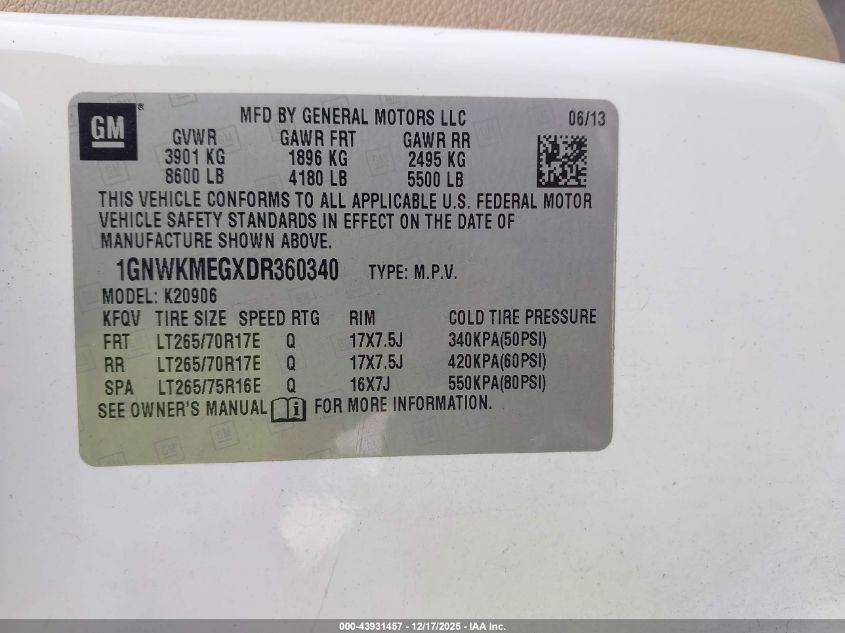 GM®
MFD BY GENERAL MOTORS LLC 06/13
GVWR GAWR FRT GAWR RR
3901 KG 1896 KG 2495 KG
8600 LB 4180 LB 5500 LB
THIS VEHICLE CONFORMS TO ALL APPLICABLE U.S. FEDERAL MOTOR
VEHICLE SAFETY STANDARDS IN EFFECT ON THE DATE OF
MANUFACTURE SHOWN ABOVE.
1GNWKMEGXDR360340 TYPE: M.P.V.
MODEL: K20906
KFQV TIRE SIZE SPEED RTG RIM COLD TIRE PRESSURE
FRT LT265/70R17E Q 17X7.5J 340KPA(50PSI)
RR LT265/70R17E Q 17X7.5J 420KPA(60PSI)
SPA LT265/75R16E Q 16X7J 550KPA(80PSI)
SEE OWNER'S MANUAL i FOR MORE INFORMATION.
000-43931457 - 12/17/2025 - IAA Inc.